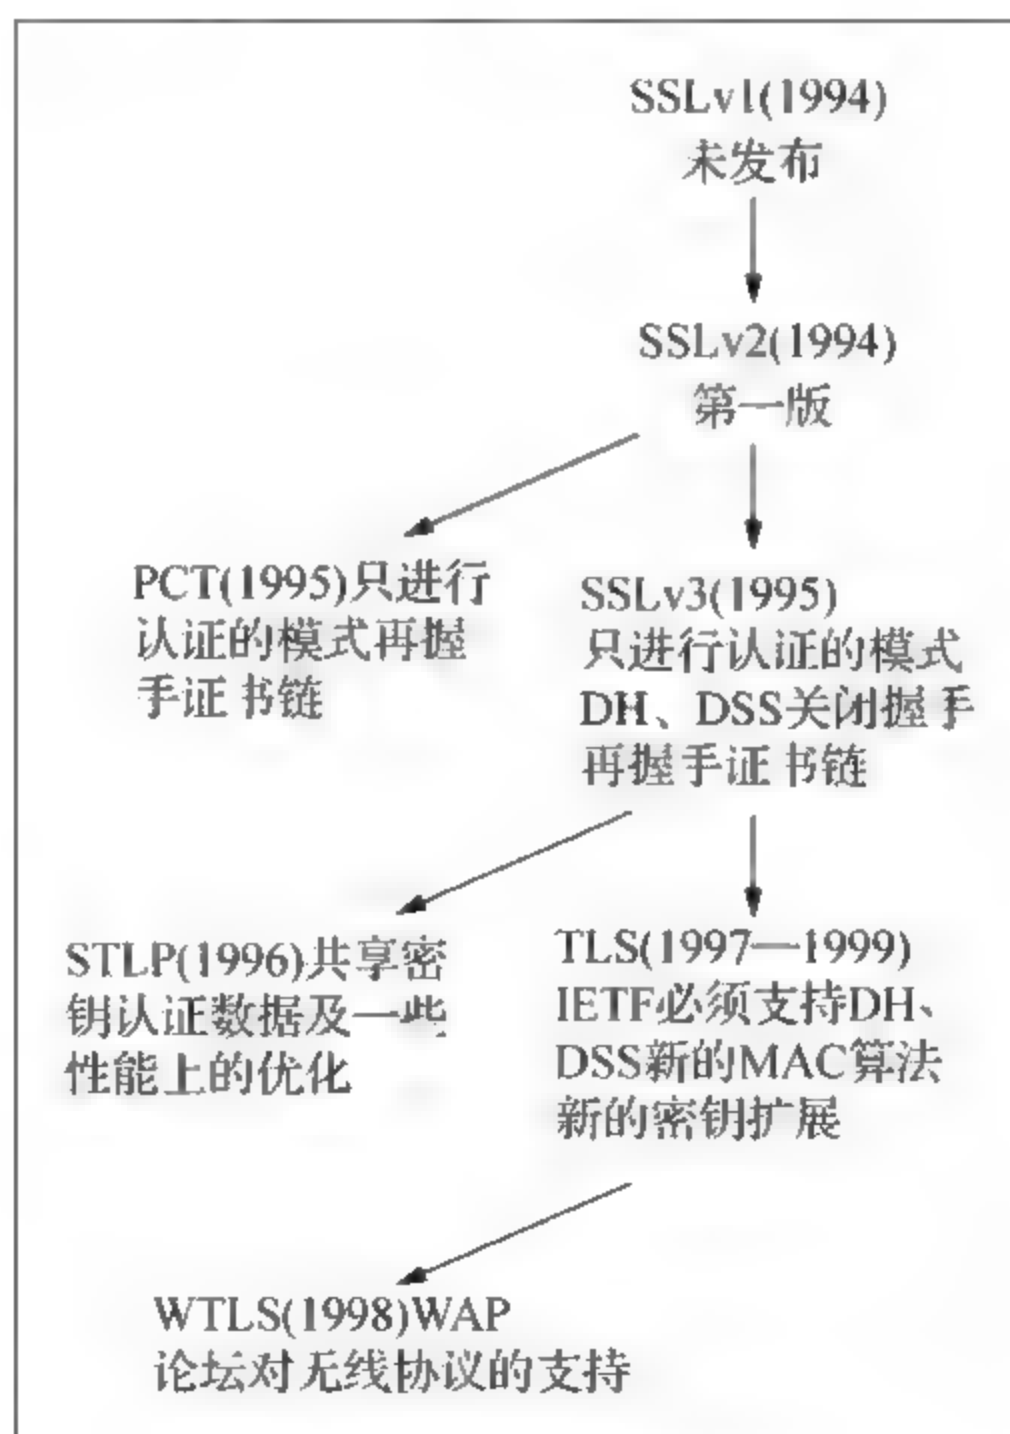 SSLv1(1994)
未发布
SSLv2(1994)
第一版
PCT(1995)只进行
认证的模式再握
手证书链
SSLv3(1995)
只进行认证的模式
DH、DSS关闭握手
再握手证书链
STLP(1996)共享密
钥认证数据及一些
性能上的优化
TLS(1997—1999)
IETF必须支持DH、
DSS新的MAC算法
新的密钥扩展
WTLS(1998)WAP
论坛对无线协议的支持